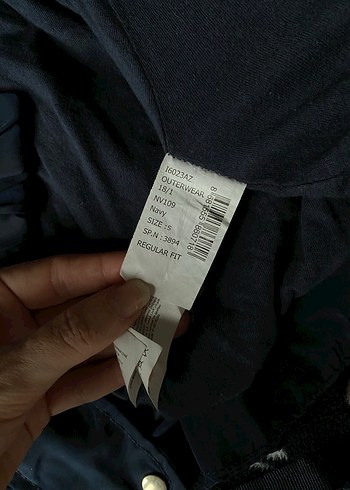 I6023AZ
OUTERWEAR
18/1
NV109
Navy
SIZE : S
SP.N : 3894
REGULAR FIT